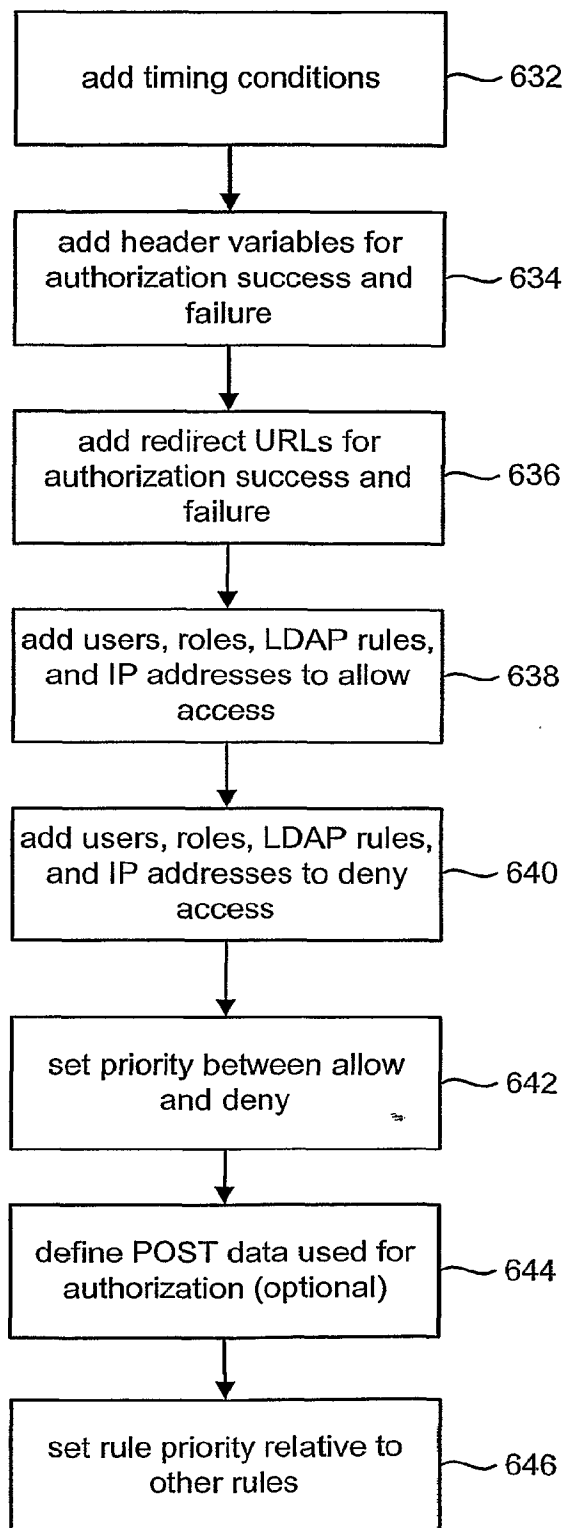 add timing conditions
632
add header variables for
authorization success and
failure
634
add redirect URLs for
authorization success and
failure
636
add users, roles, LDAP rules,
and IP addresses to allow
access
638
add users, roles, LDAP rules,
and IP addresses to deny
access
640
set priority between allow
and deny
642
define POST data used for
authorization (optional)
644
set rule priority relative to
other rules
646